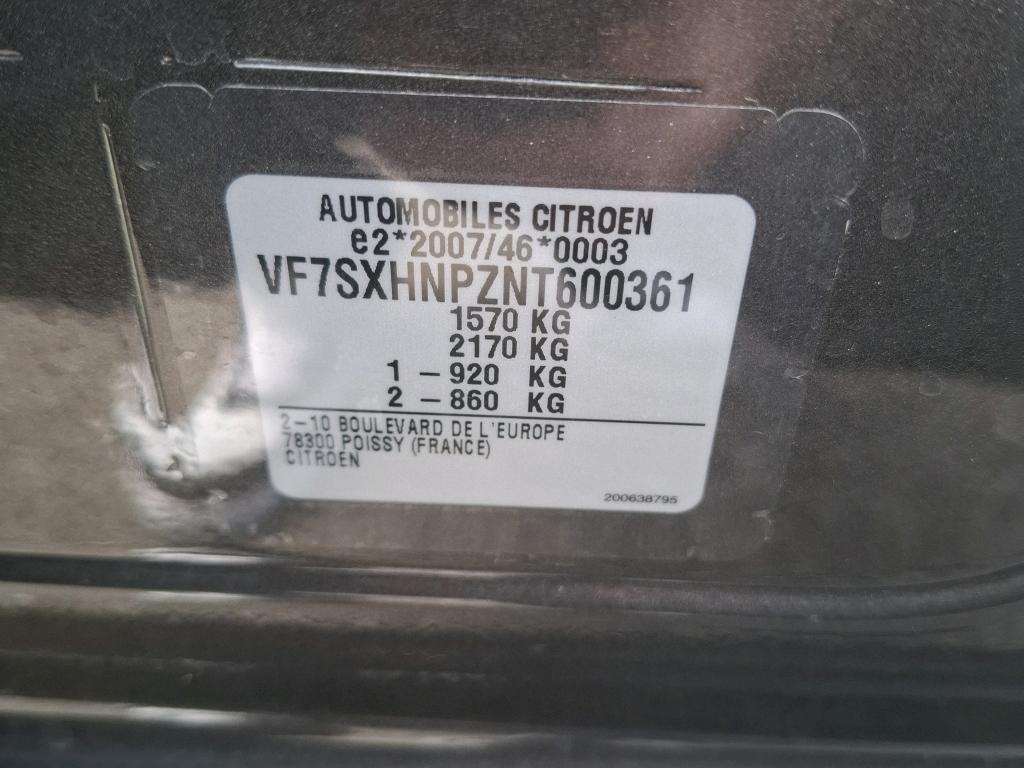 AUTOMOBILES CITROEN
e2*2007/46*0003
VF7SXHNPZNT600361
1570 KG
2170 KG
1 – 920 KG
2 – 860 KG
2–10 BOULEVARD DE L'EUROPE
78300 POISSY (FRANCE)
CITROEN
200638795